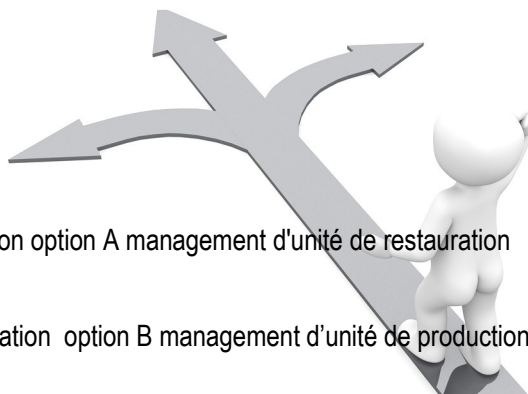 on option A management d'unité de restauration
ation option B management d’unité de production